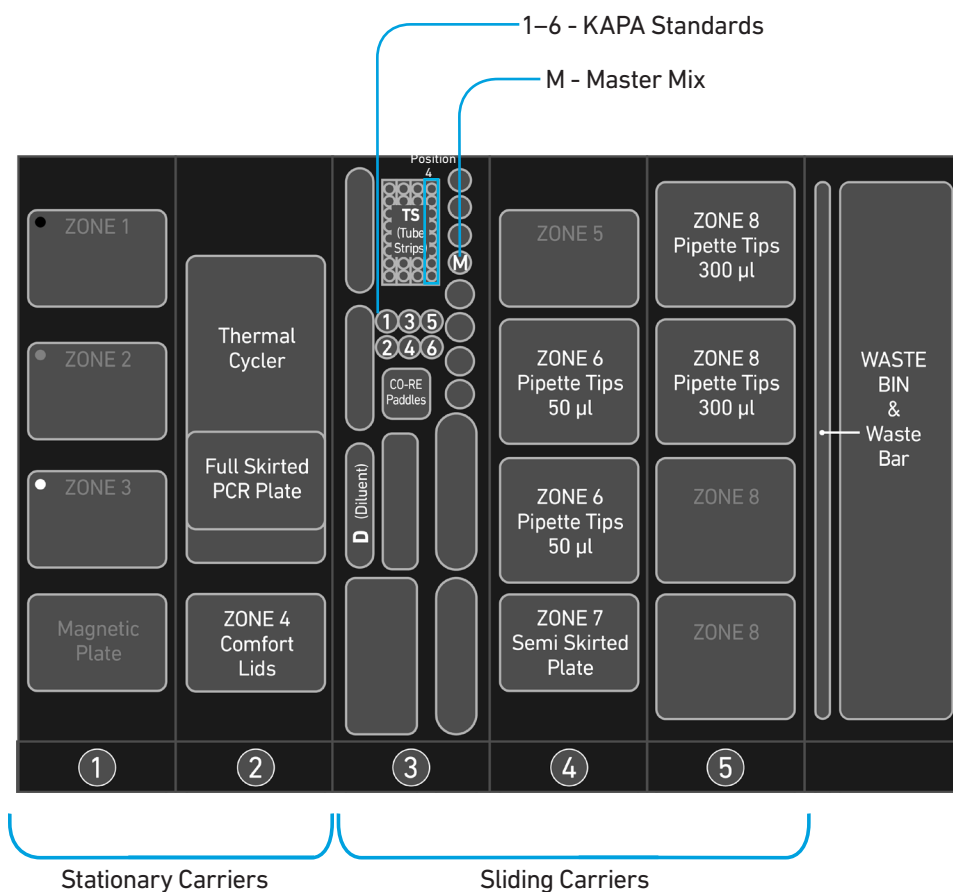 1–6 - KAPA Standards
M - Master Mix
ZONE 1
ZONE 2
ZONE 3
Magnetic
Plate
Thermal
Cycler
Full Skirted
PCR Plate
ZONE 4
Comfort
Lids
Position
4
TS
(Tube
Strips)
M
1 3 5
2 4 6
CO-RE
Paddles
D (Diluent)
ZONE 5
ZONE 6
Pipette Tips
50 µl
ZONE 6
Pipette Tips
50 µl
ZONE 7
Semi Skirted
Plate
ZONE 8
Pipette Tips
300 µl
ZONE 8
Pipette Tips
300 µl
ZONE 8
ZONE 8
WASTE
BIN
&
Waste
Bar
1
2
3
4
5
Stationary Carriers
Sliding Carriers